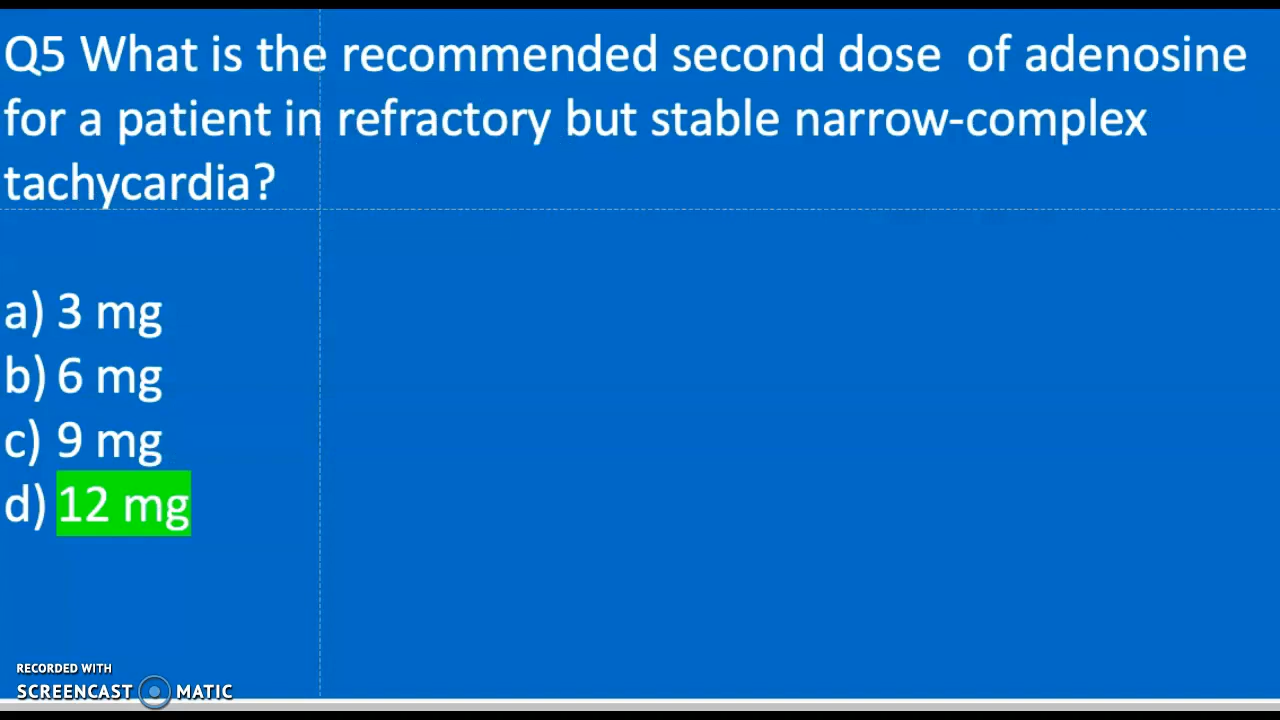 Q5 What is the recommended second dose of adenosine
for a patient in refractory but stable narrow-complex
tachycardia?
a) 3 mg
b) 6 mg
c) 9 mg
d) 12 mg
RECORDED WITH
SCREENCAST MATIC